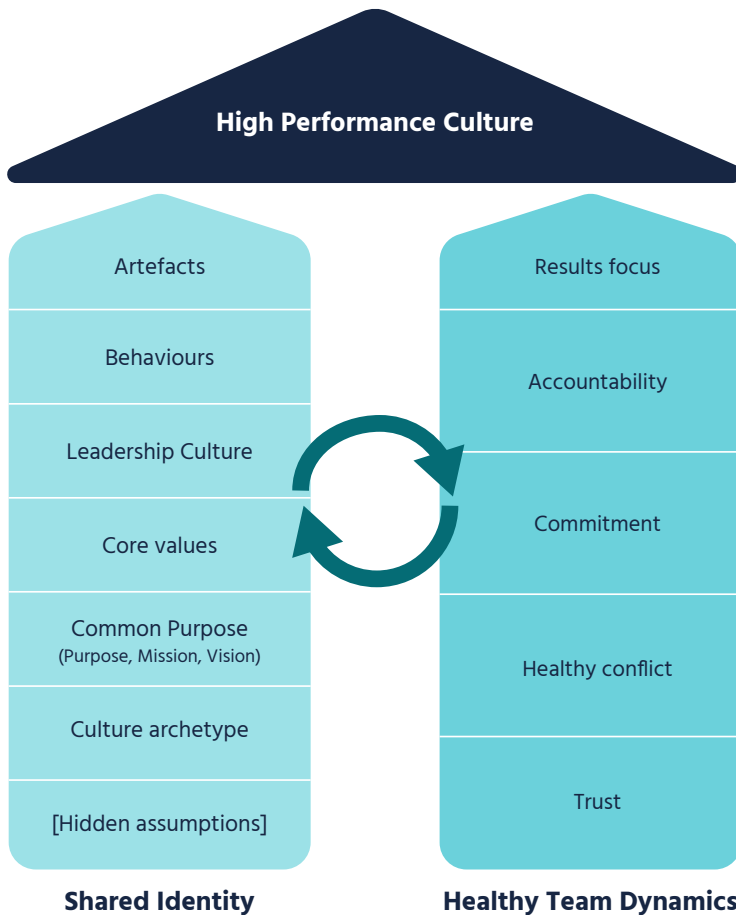 High Performance Culture
Artefacts
Behaviours
Leadership Culture
Core values
Common Purpose
(Purpose, Mission, Vision)
Culture archetype
[Hidden assumptions]
Shared Identity
Results focus
Accountability
Commitment
Healthy conflict
Trust
Healthy Team Dynamics